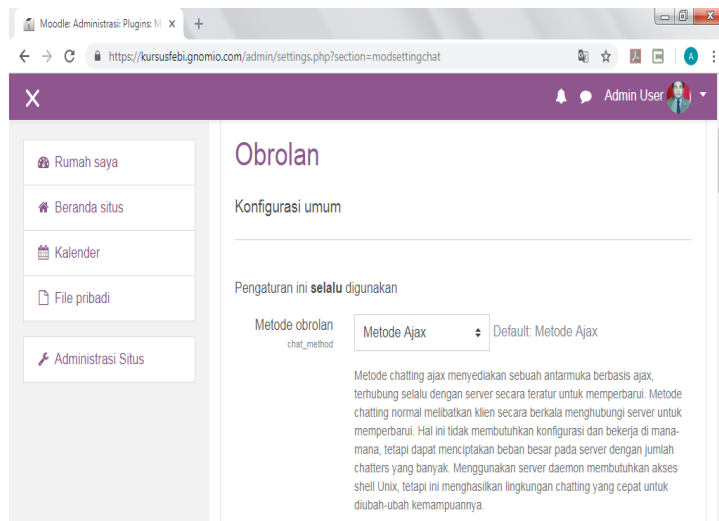 Moodle: Administrasi: Plugins: M
https://kursusfebi.gnomio.com/admin/settings.php?section=modsettingchat
A
Admin User
Rumah saya
Beranda situs
Kalender
File pribadi
Administrasi Situs
Obrolan
Konfigurasi umum
Pengaturan ini selalu digunakan
Metode obrolan
chat_method
Metode Ajax
Default: Metode Ajax
Metode chatting ajax menyediakan sebuah antarmuka berbasis ajax,
terhubung selalu dengan server secara teratur untuk memperbarui. Metode
chatting normal melibatkan klien secara berkala menghubungi server untuk
memperbarui. Hal ini tidak membutuhkan konfigurasi dan bekerja di mana-
mana, tetapi dapat menciptakan beban besar pada server dengan jumlah
chatters yang banyak. Menggunakan server daemon membutuhkan akses
shell Unix, tetapi ini menghasilkan lingkungan chatting yang cepat untuk
diubah-ubah kemampuannya.